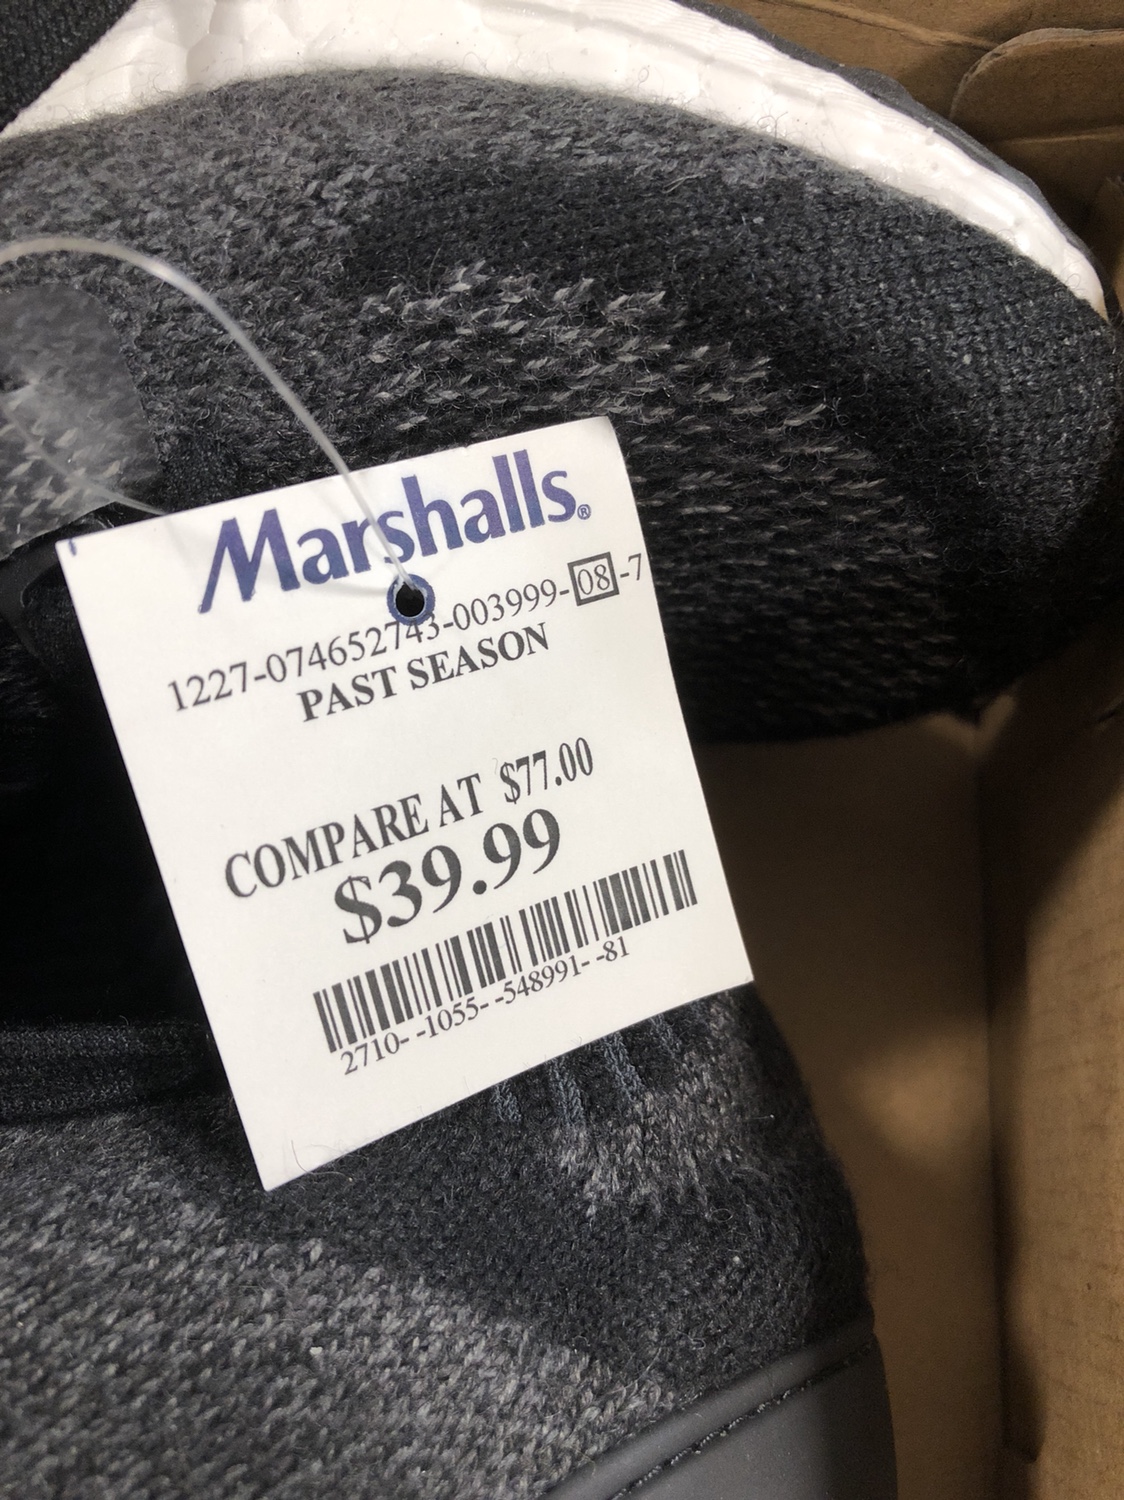 Marshalls®
1227-074652743-003999-08-7
PAST SEASON
COMPARE AT $77.00
$39.99
2710- -1055- -548991- -81